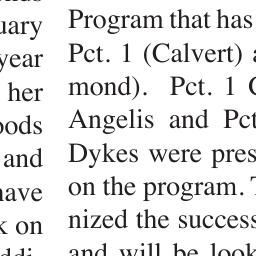 uary
year
her
oods
and
have
k on
Program that has
Pct. 1 (Calvert)
mond). Pct. 1
Angelis and Pct
Dykes were pres
on the program.
nized the success
and will be look